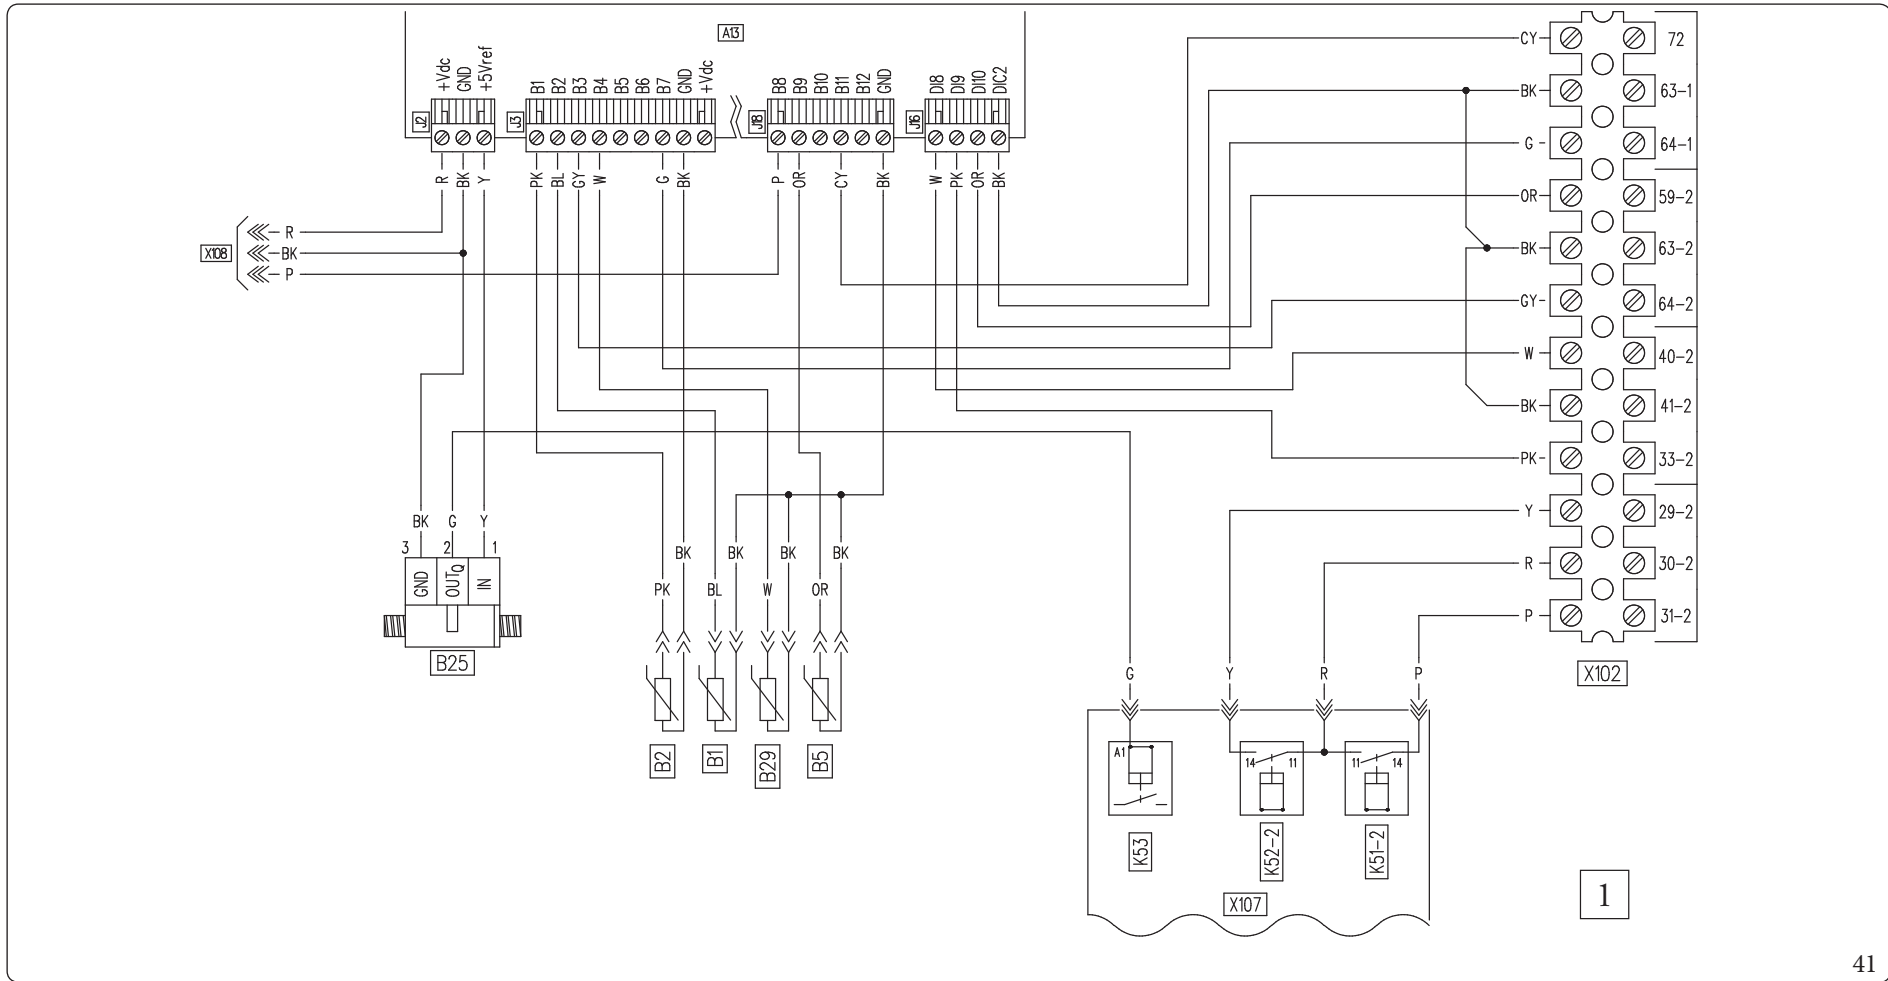 A13
+Vdc GND +5Vref
B1 B2 B3 B4 B5 B6 B7 GND +Vdc
B8 B9 B10 B11 B12 GND
DI8 DI9 DI10 DIC2
J2 J3 J18 J16
R BK Y
PK BL GY W G BK
P OR CY BK
W PK OR BK
X108
R
BK
P
CY 72
BK 63-1
G 64-1
OR 59-2
BK 63-2
GY 64-2
W 40-2
BK 41-2
PK 33-2
Y 29-2
R 30-2
P 31-2
X102
BK G Y
3 2 1
GND OUTQ IN
B25
BK BK BK BK
PK BL W OR
B2 B1 B29 B5
G Y R P
A1
14 11 11 14
K53 K52-2 K51-2
X107
1
41